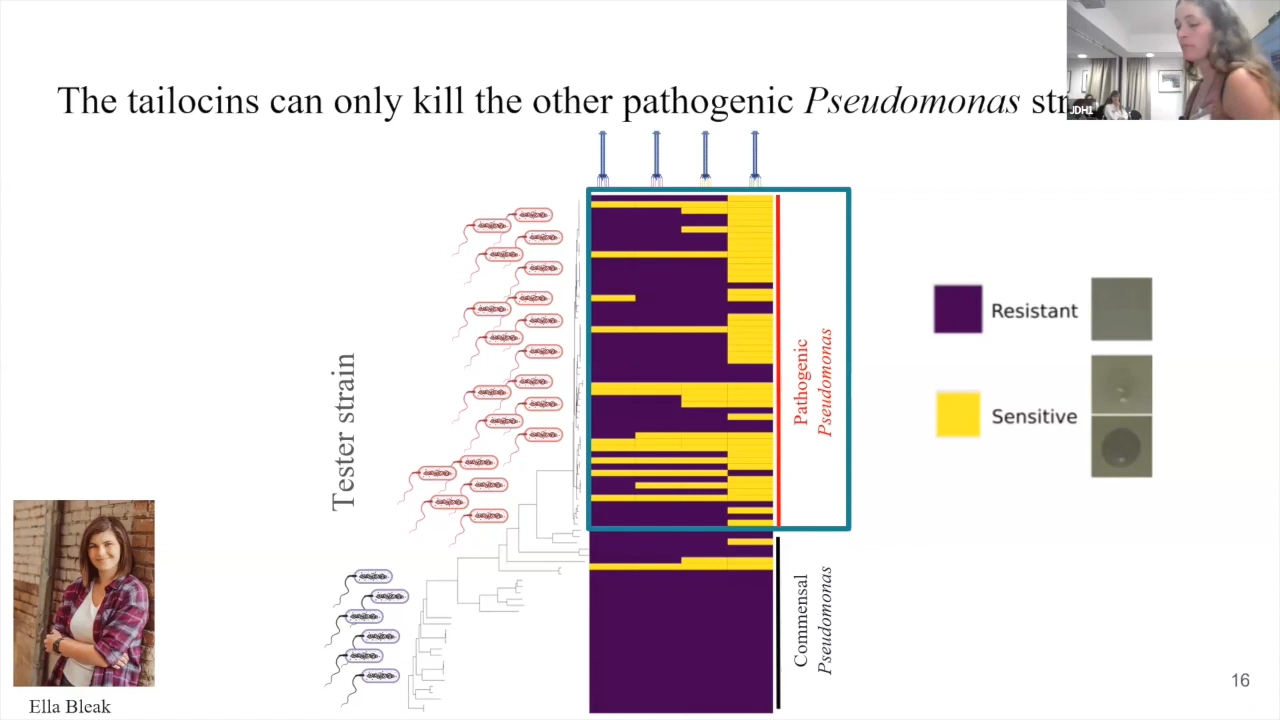 The tailocins can only kill the other pathogenic Pseudomonas
JDHI
Tester strain
Pathogenic
Pseudomonas
Commensal
Pseudomonas
Resistant
Sensitive
Ella Bleak
16